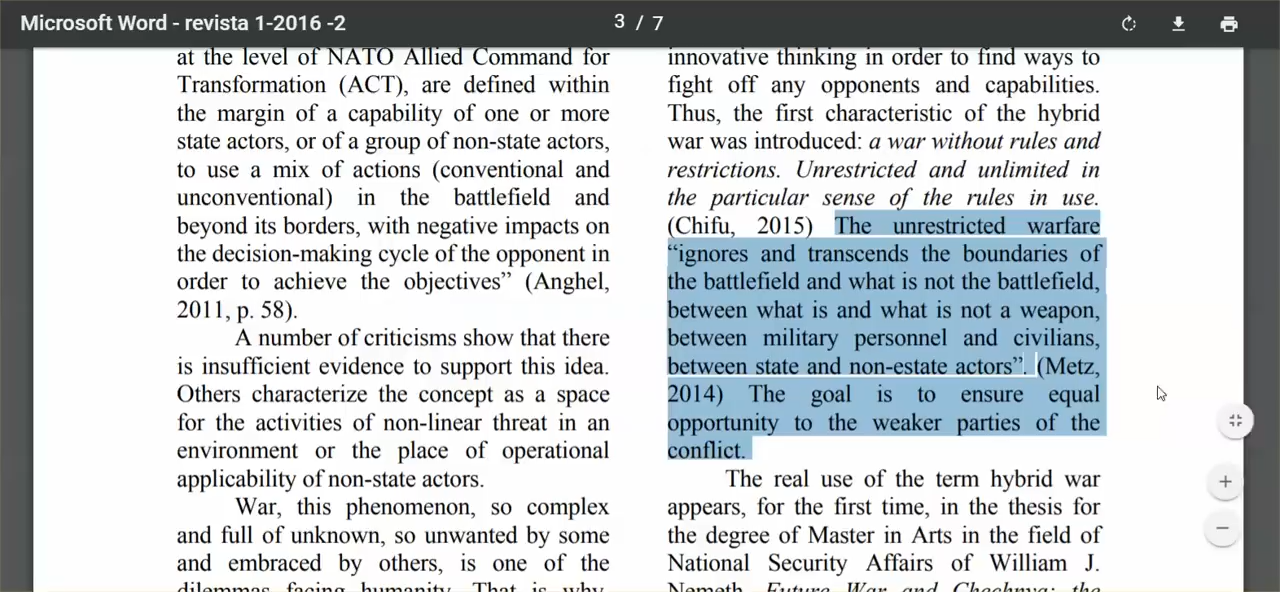 Microsoft Word - revista 1-2016 -2
3 / 7
at the level of NATO Allied Command for
Transformation (ACT), are defined within
the margin of a capability of one or more
state actors, or of a group of non-state actors,
to use a mix of actions (conventional and
unconventional) in the battlefield and
beyond its borders, with negative impacts on
the decision-making cycle of the opponent in
order to achieve the objectives” (Anghel,
2011, p. 58).
A number of criticisms show that there
is insufficient evidence to support this idea.
Others characterize the concept as a space
for the activities of non-linear threat in an
environment or the place of operational
applicability of non-state actors.
War, this phenomenon, so complex
and full of unknown, so unwanted by some
and embraced by others, is one of the
dilemmas facing humanity. That is why,
innovative thinking in order to find ways to
fight off any opponents and capabilities.
Thus, the first characteristic of the hybrid
war was introduced: a war without rules and
restrictions. Unrestricted and unlimited in
the particular sense of the rules in use.
(Chifu, 2015) The unrestricted warfare
“ignores and transcends the boundaries of
the battlefield and what is not the battlefield,
between what is and what is not a weapon,
between military personnel and civilians,
between state and non-estate actors”. (Metz,
2014) The goal is to ensure equal
opportunity to the weaker parties of the
conflict.
The real use of the term hybrid war
appears, for the first time, in the thesis for
the degree of Master in Arts in the field of
National Security Affairs of William J.
Nemeth, Future War and Chechnya: the